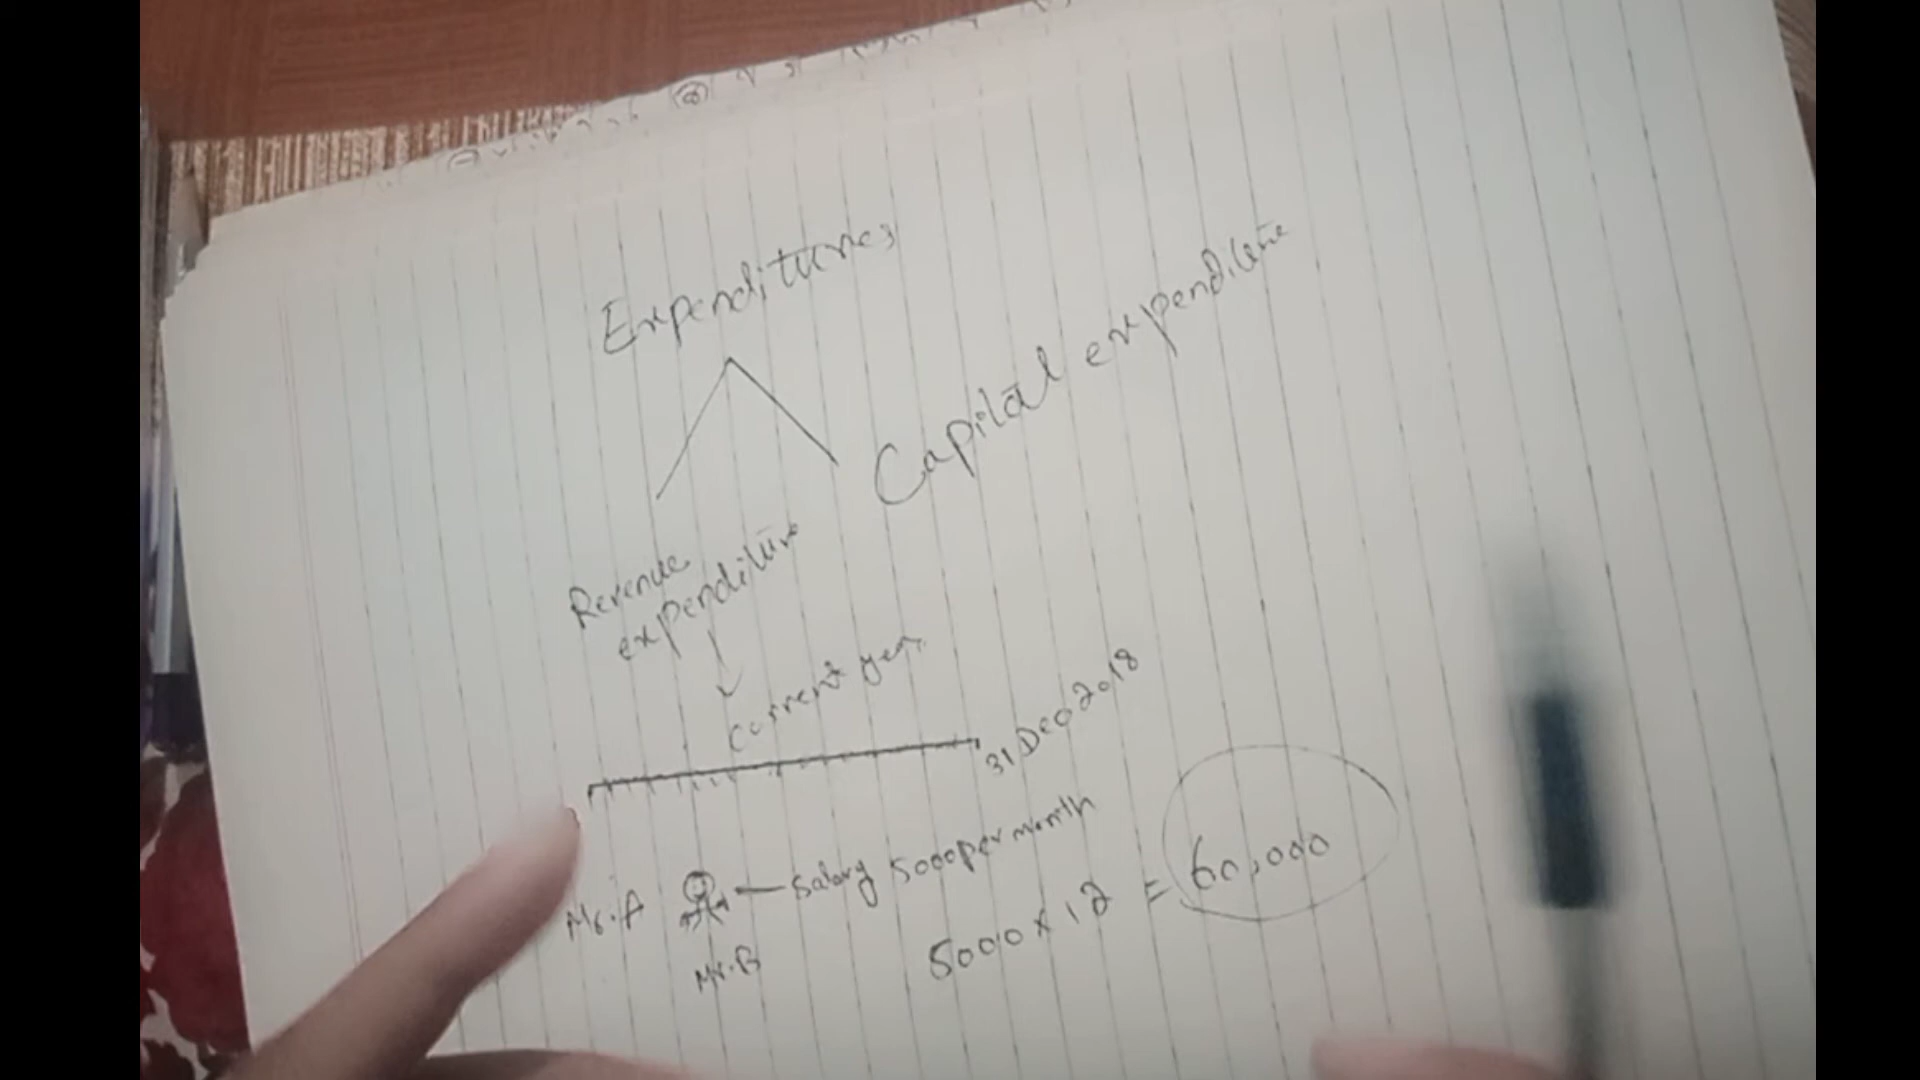 Expenditures
Capital expenditure
Revenue
expenditure
Current year
31 Dec 2018
Mr. A — Salary 5000 per month
Mr. B
5000 x 12 = 60,000